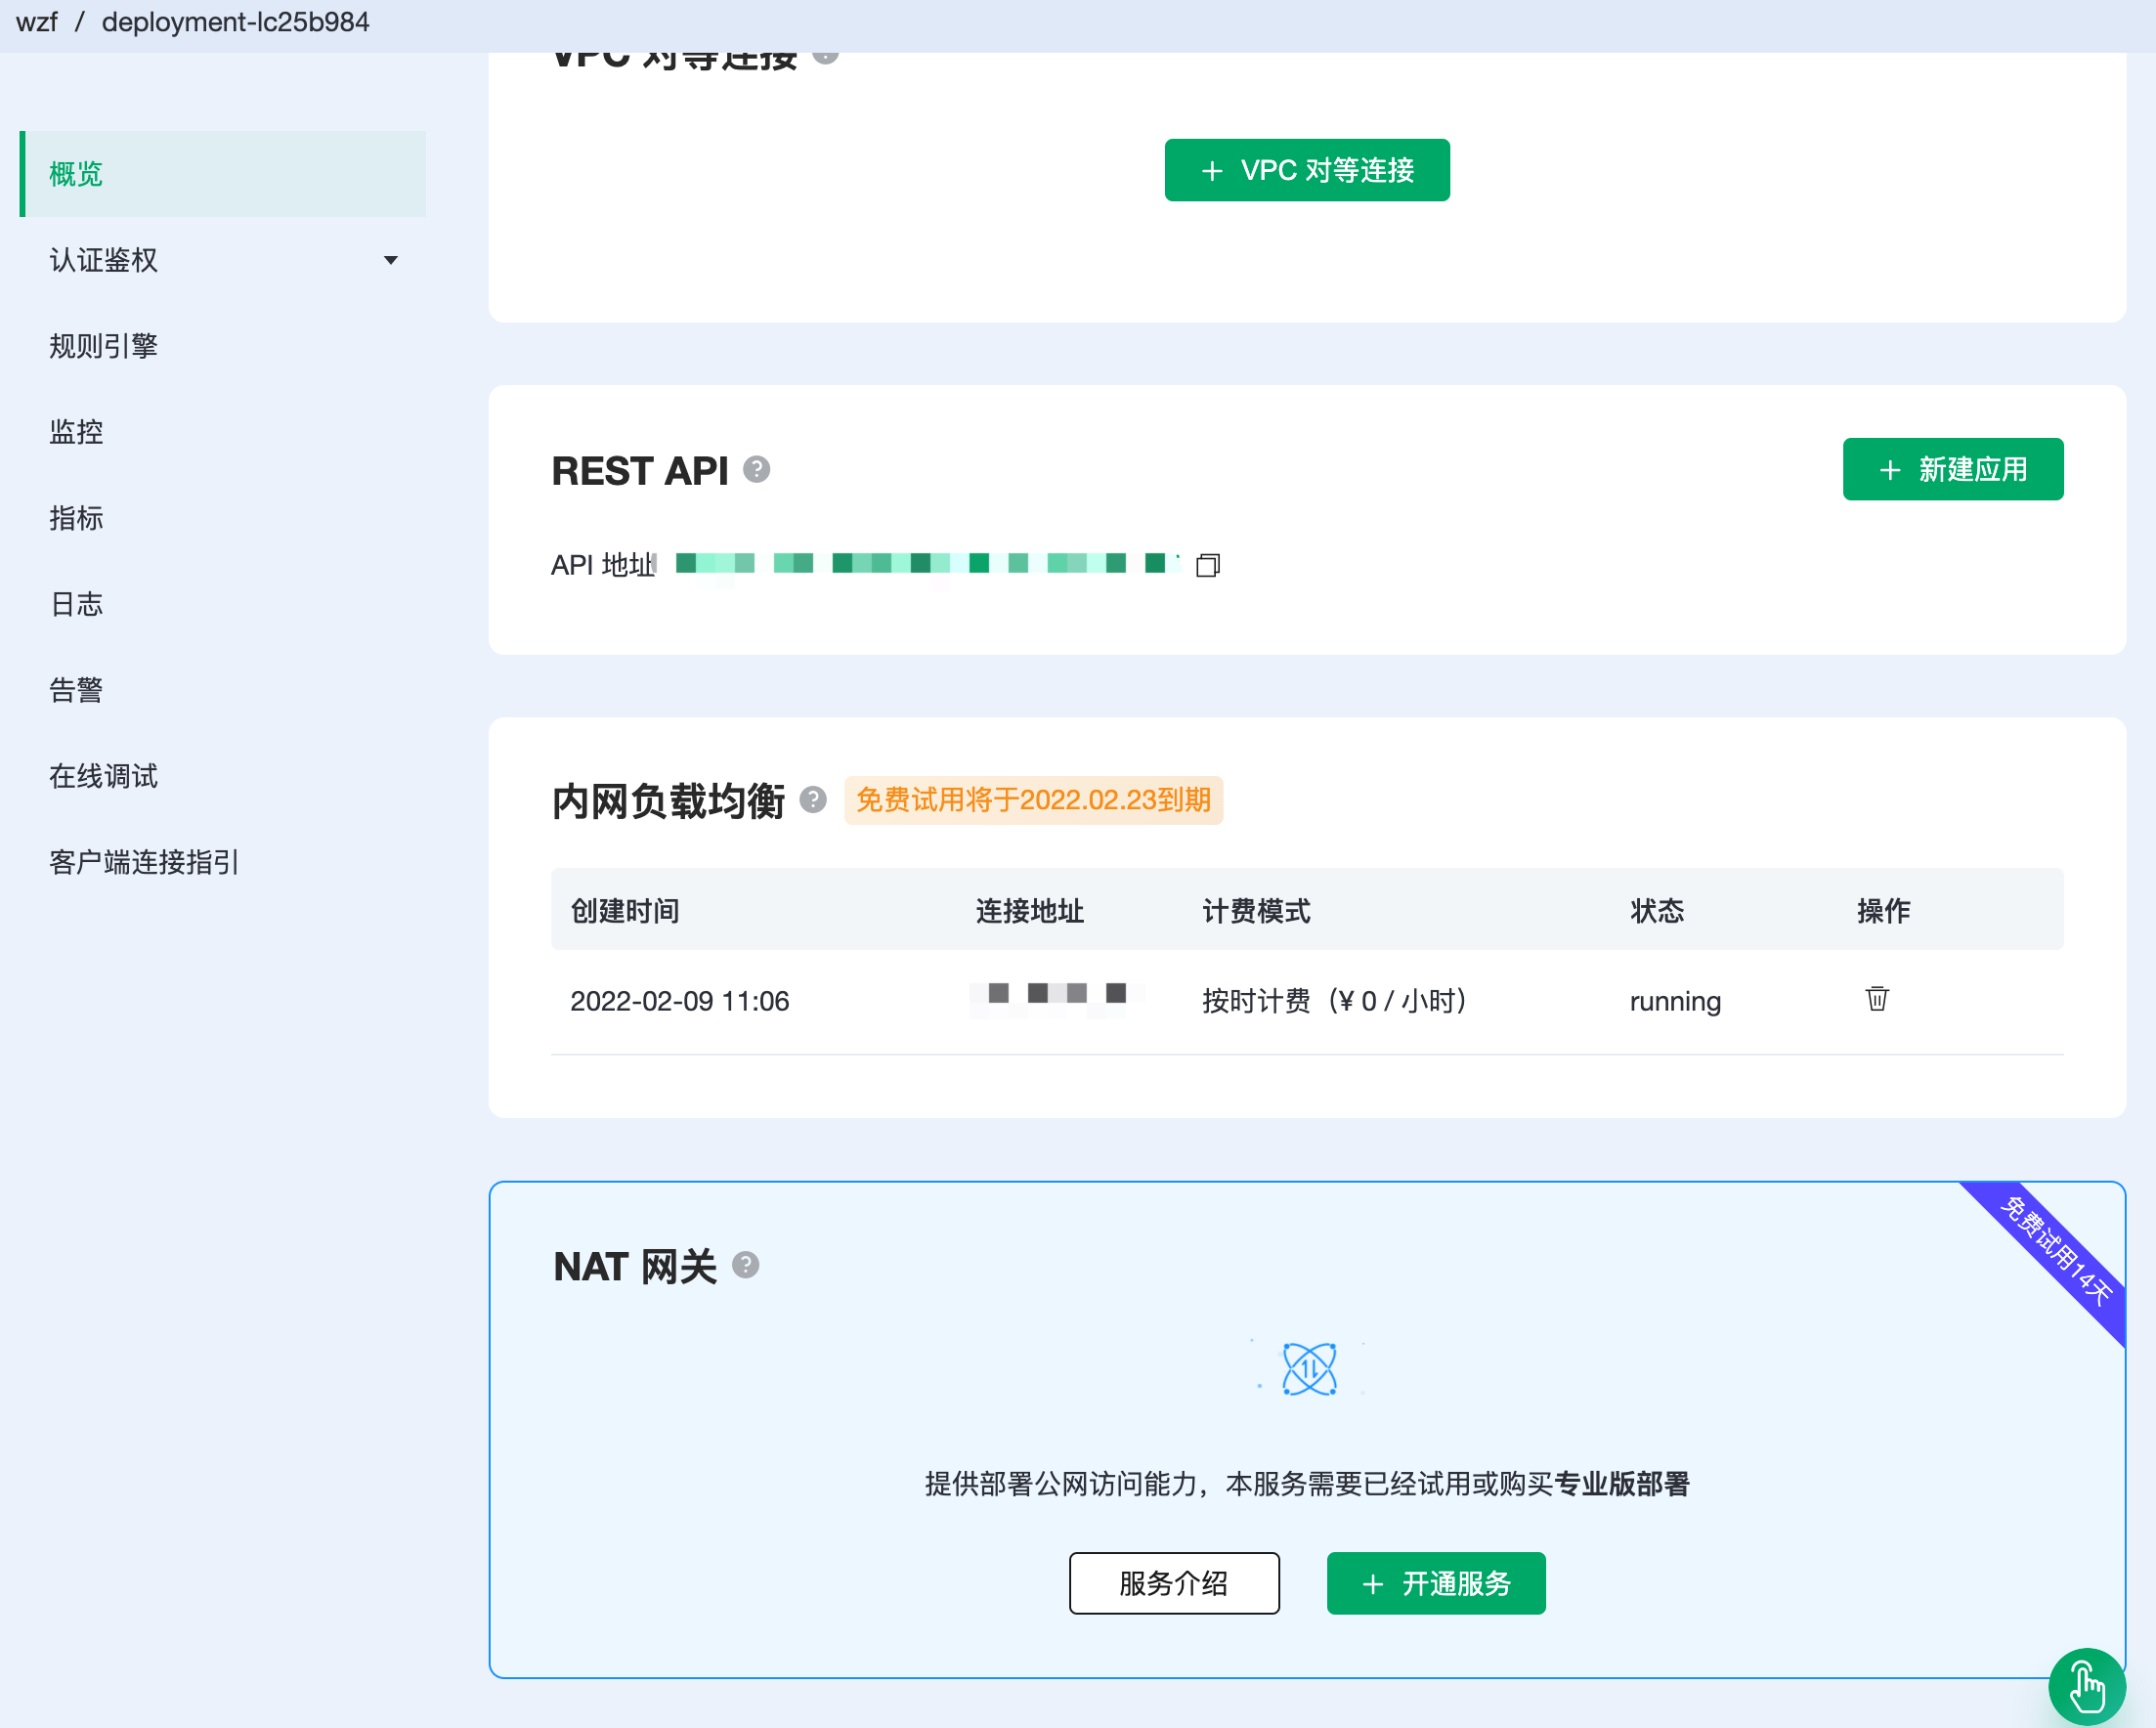 wzf / deployment-lc25b984
概览
认证鉴权
规则引擎
监控
指标
日志
告警
在线调试
客户端连接指引
VPC 对等连接
+ VPC 对等连接
REST API
+ 新建应用
API 地址
内网负载均衡 免费试用将于2022.02.23到期
创建时间 连接地址 计费模式 状态 操作
2022-02-09 11:06 按时计费（¥ 0 / 小时） running
NAT 网关
免费试用14天
提供部署公网访问能力，本服务需要已经试用或购买专业版部署
服务介绍
+ 开通服务